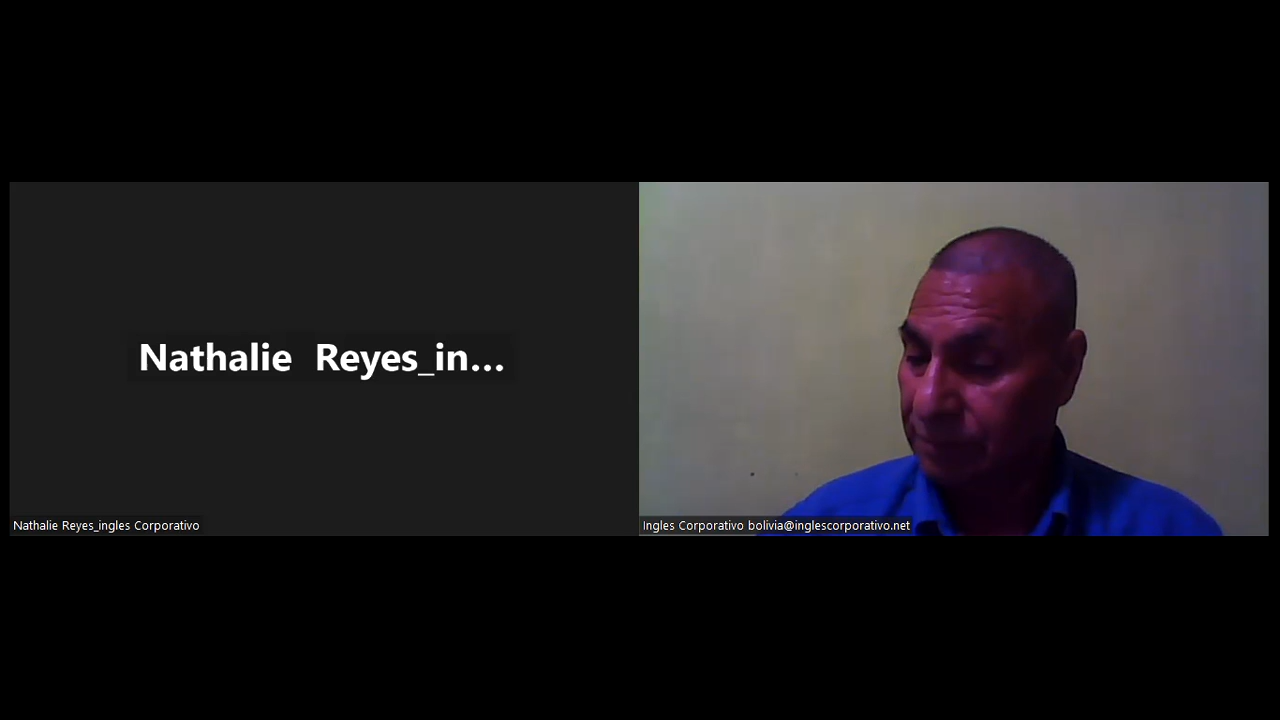 Nathalie Reyes_in...
Nathalie Reyes_ingles Corporativo
Ingles Corporativo bolivia@inglescorporativo.net